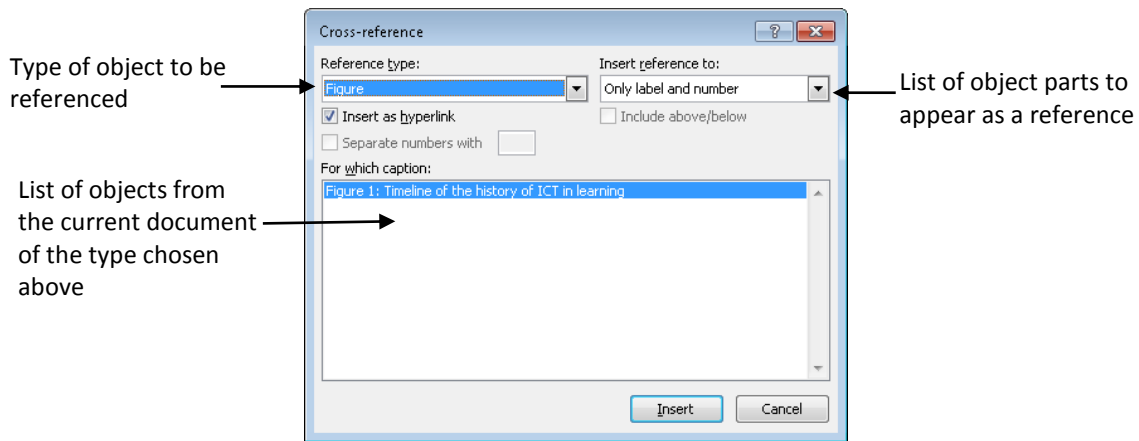 Cross-reference
Type of object to be
referenced
Reference type:
Figure
Insert as hyperlink
Separate numbers with
Insert reference to:
Only label and number
Include above/below
List of object parts to
appear as a reference
For which caption:
Figure 1: Timeline of the history of ICT in learning
List of objects from
the current document
of the type chosen
above
Insert
Cancel